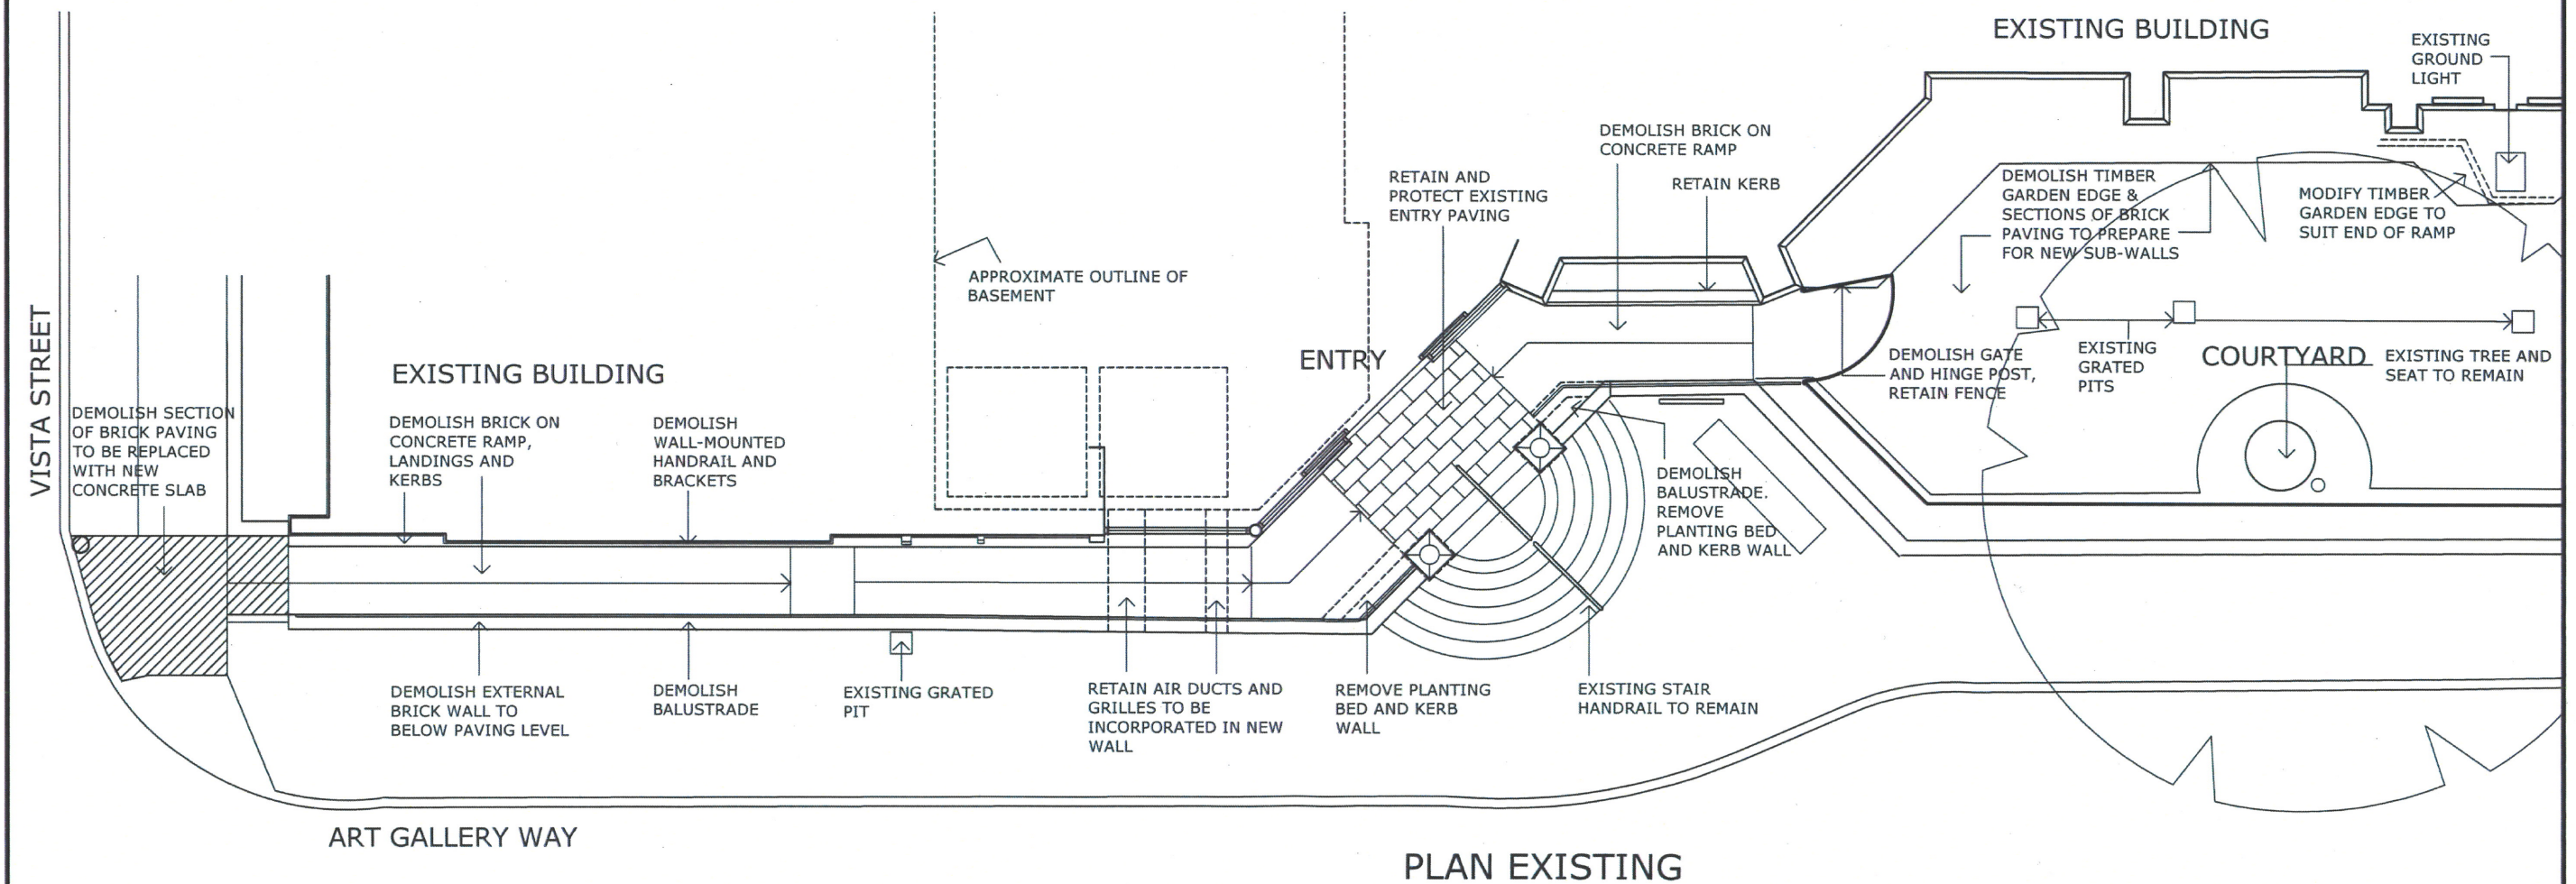 EXISTING BUILDING
EXISTING
GROUND
LIGHT
DEMOLISH BRICK ON
CONCRETE RAMP
RETAIN AND
PROTECT EXISTING
ENTRY PAVING
RETAIN KERB
DEMOLISH TIMBER
GARDEN EDGE &
SECTIONS OF BRICK
PAVING TO PREPARE
FOR NEW SUB-WALLS
MODIFY TIMBER
GARDEN EDGE TO
SUIT END OF RAMP
APPROXIMATE OUTLINE OF
BASEMENT
VISTA STREET
EXISTING BUILDING
ENTRY
DEMOLISH GATE
AND HINGE POST,
RETAIN FENCE
EXISTING
GRATED
PITS
COURTYARD
EXISTING TREE AND
SEAT TO REMAIN
DEMOLISH SECTION
OF BRICK PAVING
TO BE REPLACED
WITH NEW
CONCRETE SLAB
DEMOLISH BRICK ON
CONCRETE RAMP,
LANDINGS AND
KERBS
DEMOLISH
WALL-MOUNTED
HANDRAIL AND
BRACKETS
DEMOLISH
BALUSTRADE.
REMOVE
PLANTING BED
AND KERB WALL
DEMOLISH EXTERNAL
BRICK WALL TO
BELOW PAVING LEVEL
DEMOLISH
BALUSTRADE
EXISTING GRATED
PIT
RETAIN AIR DUCTS AND
GRILLES TO BE
INCORPORATED IN NEW
WALL
REMOVE PLANTING
BED AND KERB
WALL
EXISTING STAIR
HANDRAIL TO REMAIN
ART GALLERY WAY
PLAN EXISTING